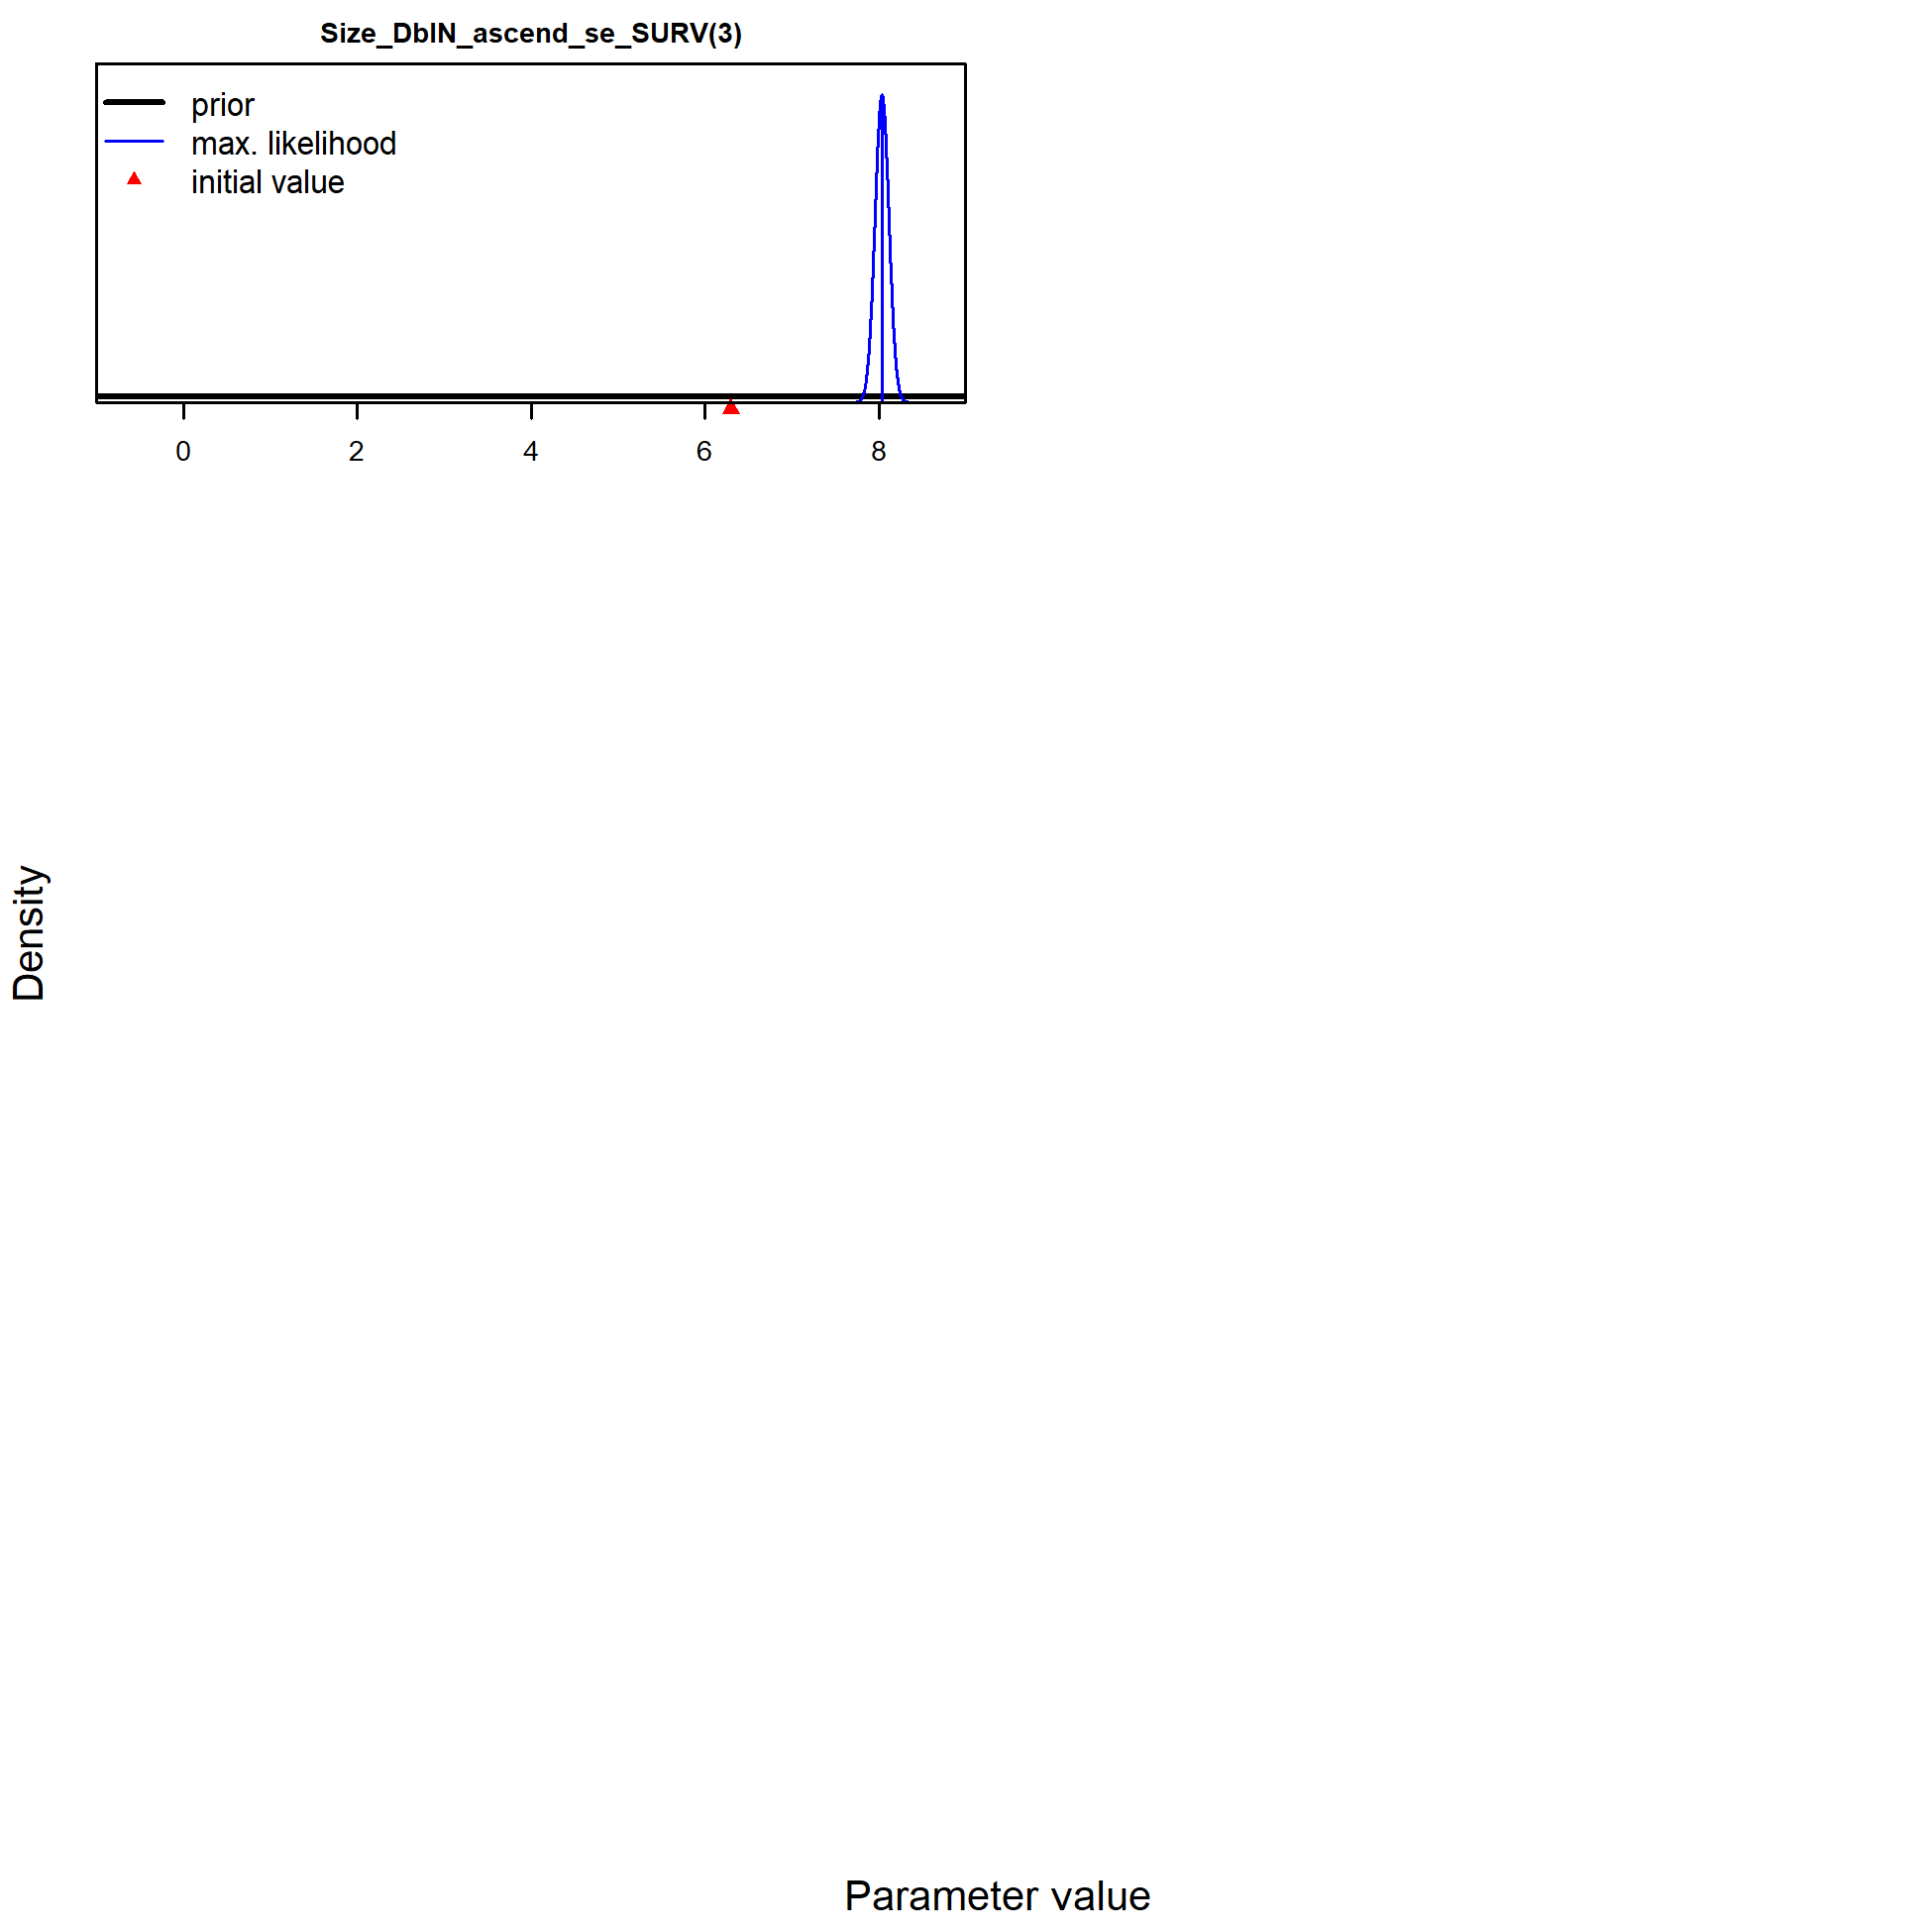 Size_DblN_ascend_se_SURV(3)
prior
max. likelihood
initial value
0 2 4 6 8
Density
Parameter value